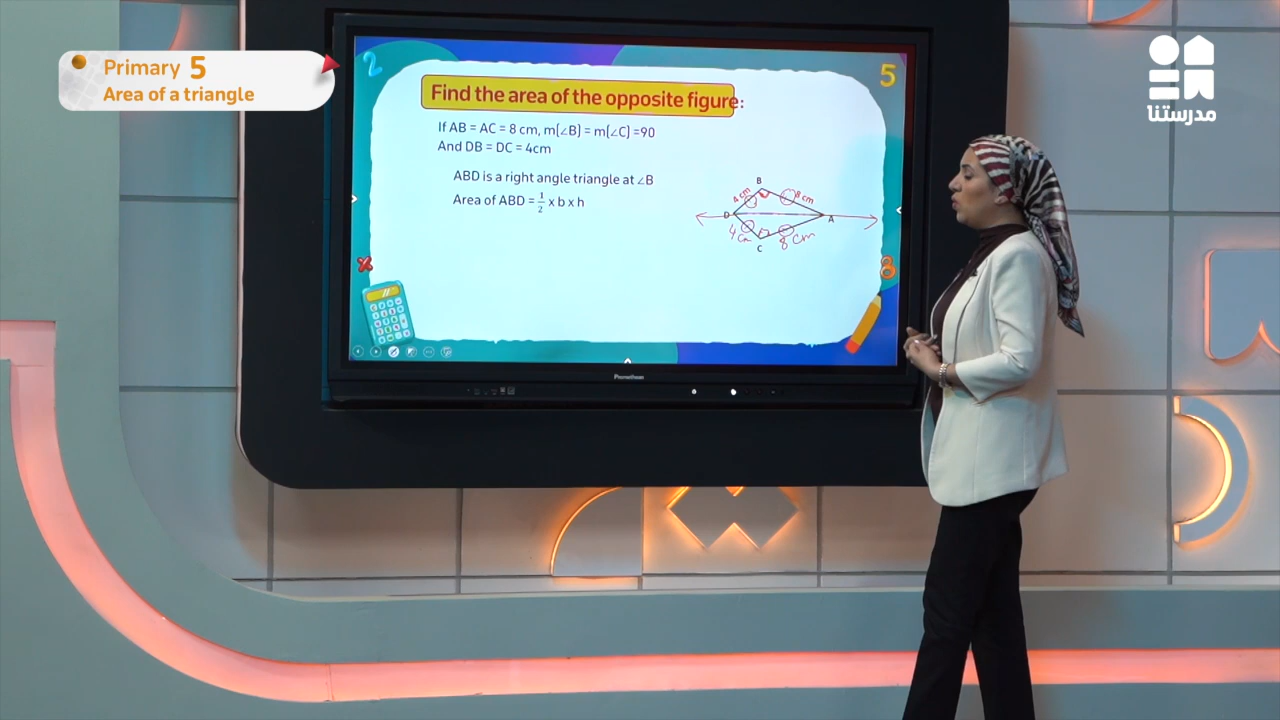 Primary 5
Area of a triangle
مدرستنا
2
5
Find the area of the opposite figure:
If AB = AC = 8 cm, m(∠B) = m(∠C) =90
And DB = DC = 4cm
ABD is a right angle triangle at ∠B
Area of ABD = 1/2 x b x h
B
4 cm
8 cm
D
A
4 c
8 cm
C
8
Promethean